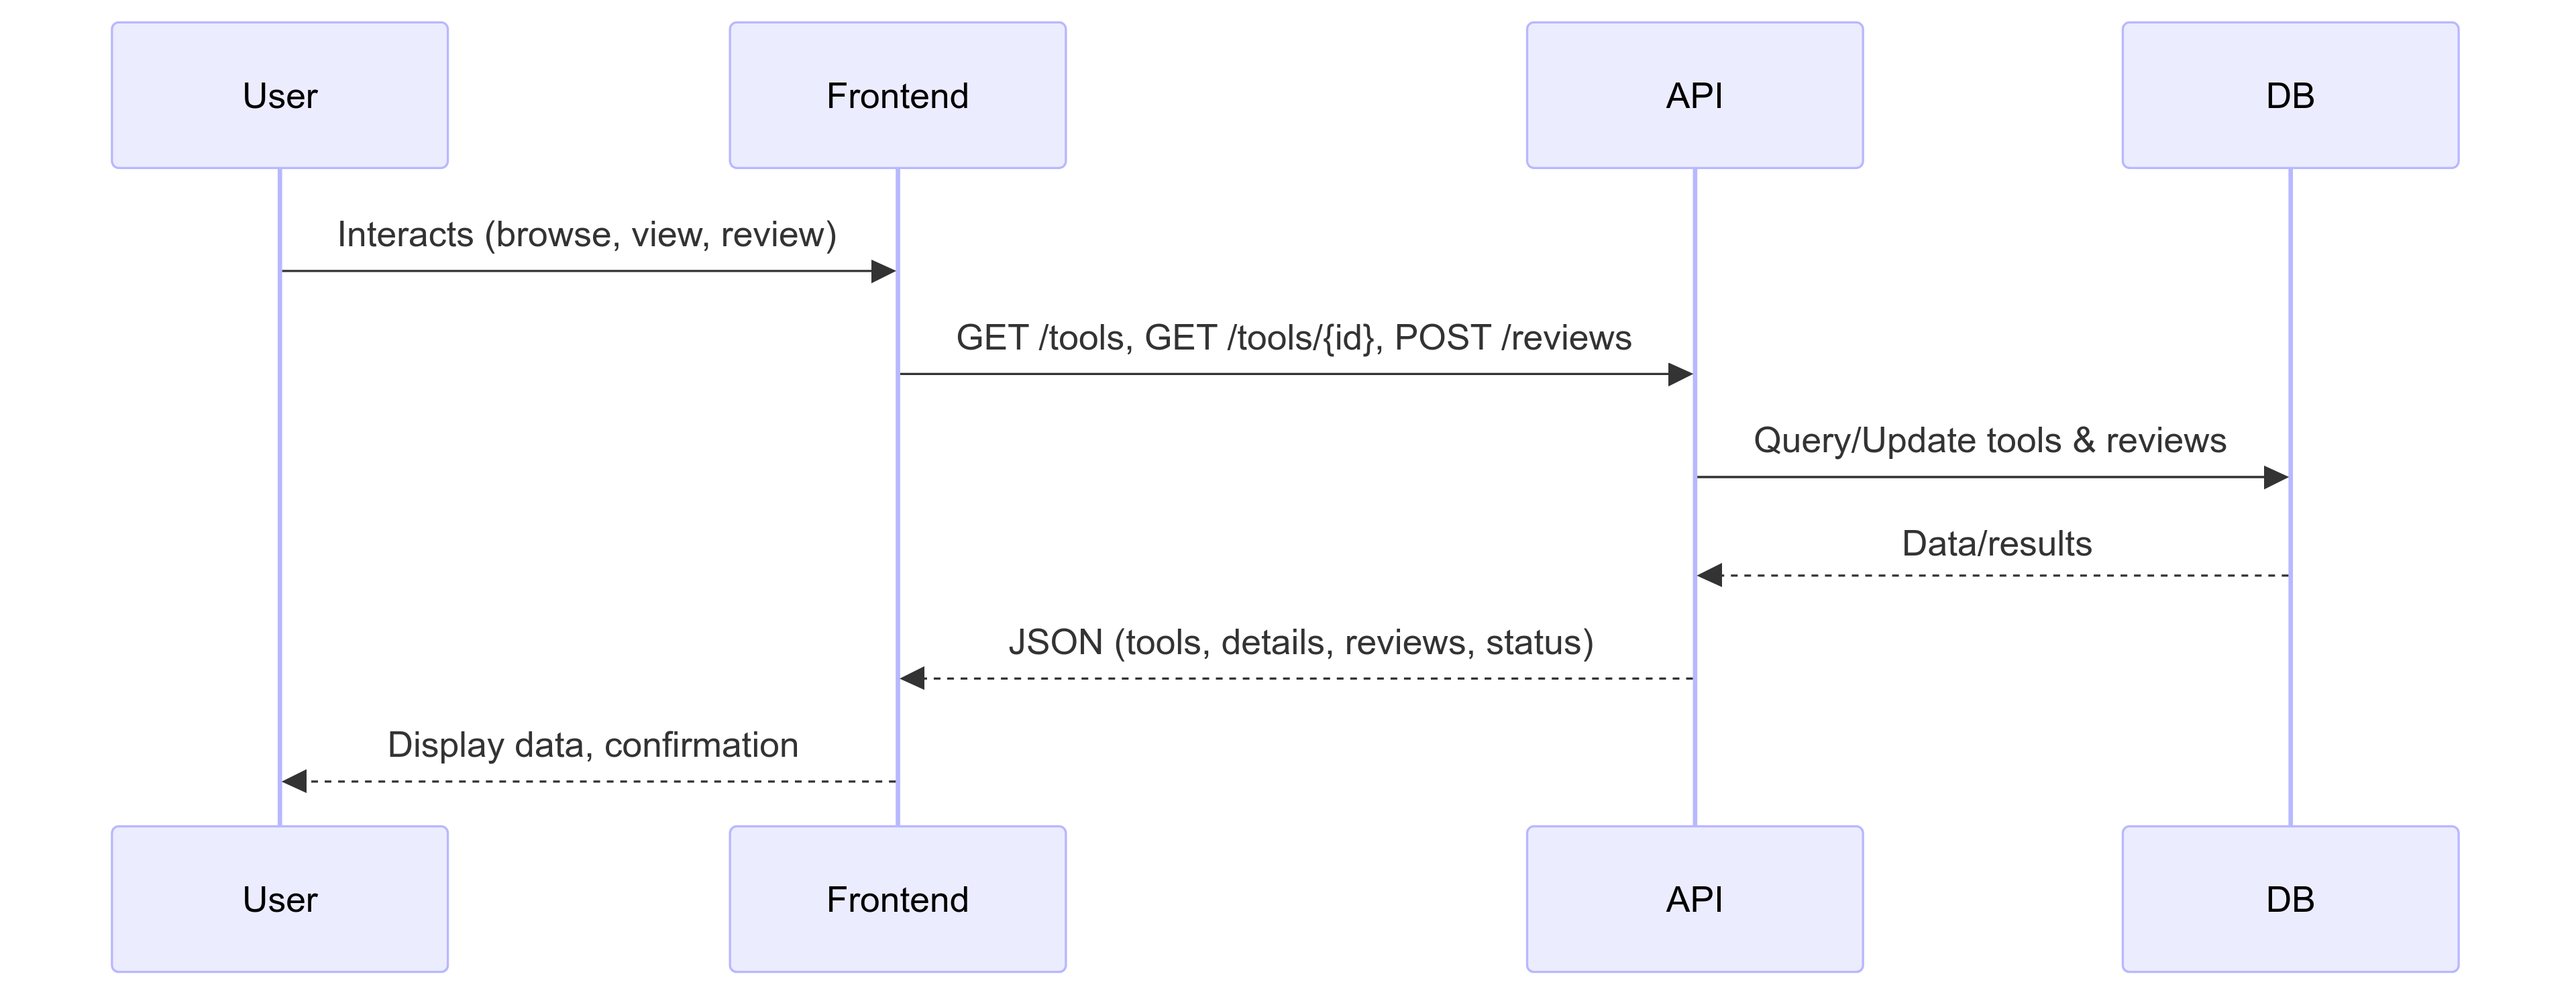 User
Frontend
API
DB
Interacts (browse, view, review)
GET /tools, GET /tools/{id}, POST /reviews
Query/Update tools & reviews
Data/results
JSON (tools, details, reviews, status)
Display data, confirmation
User
Frontend
API
DB